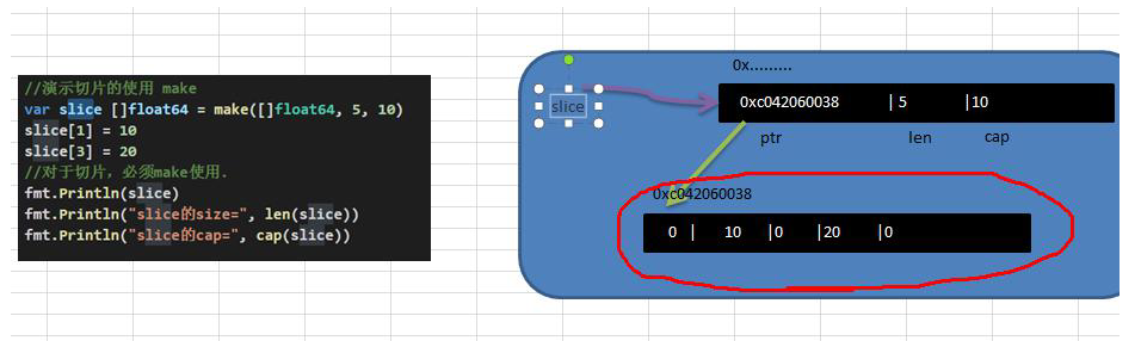 //演示切片的使用 make
var slice []float64 = make([]float64, 5, 10)
slice[1] = 10
slice[3] = 20
//对于切片，必须make使用.
fmt.Println(slice)
fmt.Println("slice的size=", len(slice))
fmt.Println("slice的cap=", cap(slice))
0x.........
slice
0xc042060038 | 5 |10
ptr len cap
0xc042060038
0 | 10 |0 |20 |0